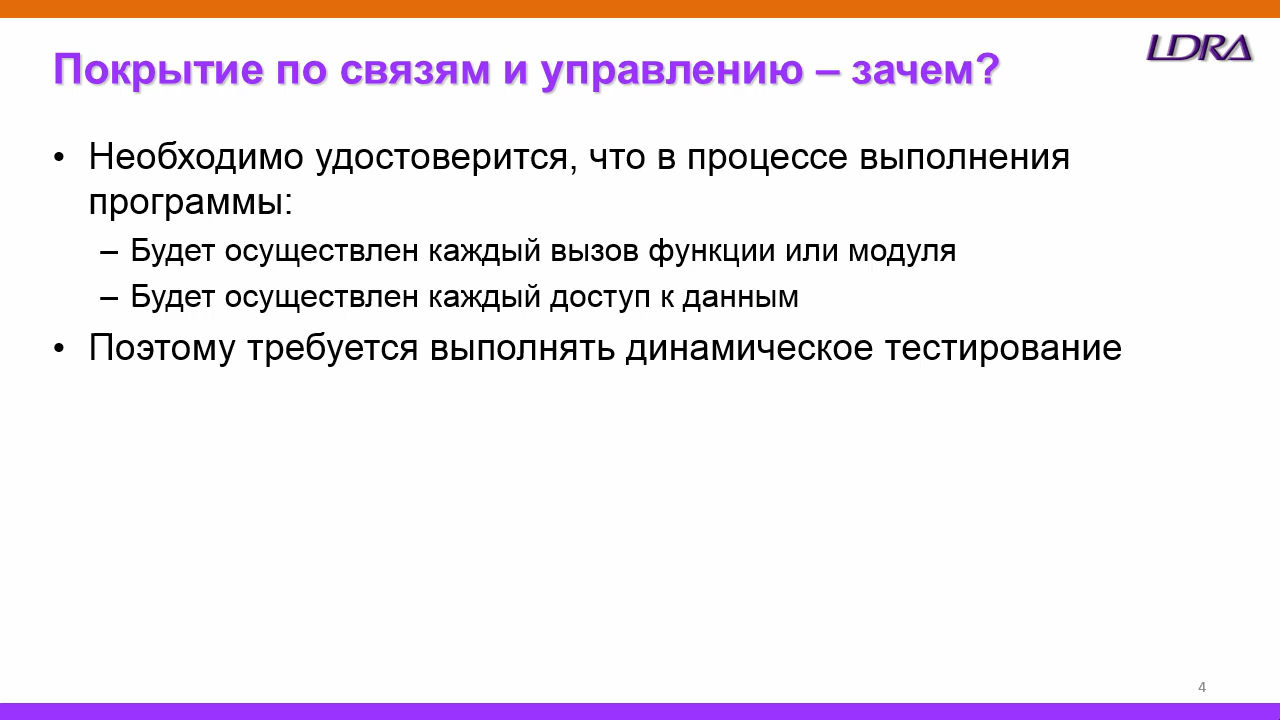 LDRA
Покрытие по связям и управлению – зачем?
• Необходимо удостоверится, что в процессе выполнения
программы:
– Будет осуществлен каждый вызов функции или модуля
– Будет осуществлен каждый доступ к данным
• Поэтому требуется выполнять динамическое тестирование
4